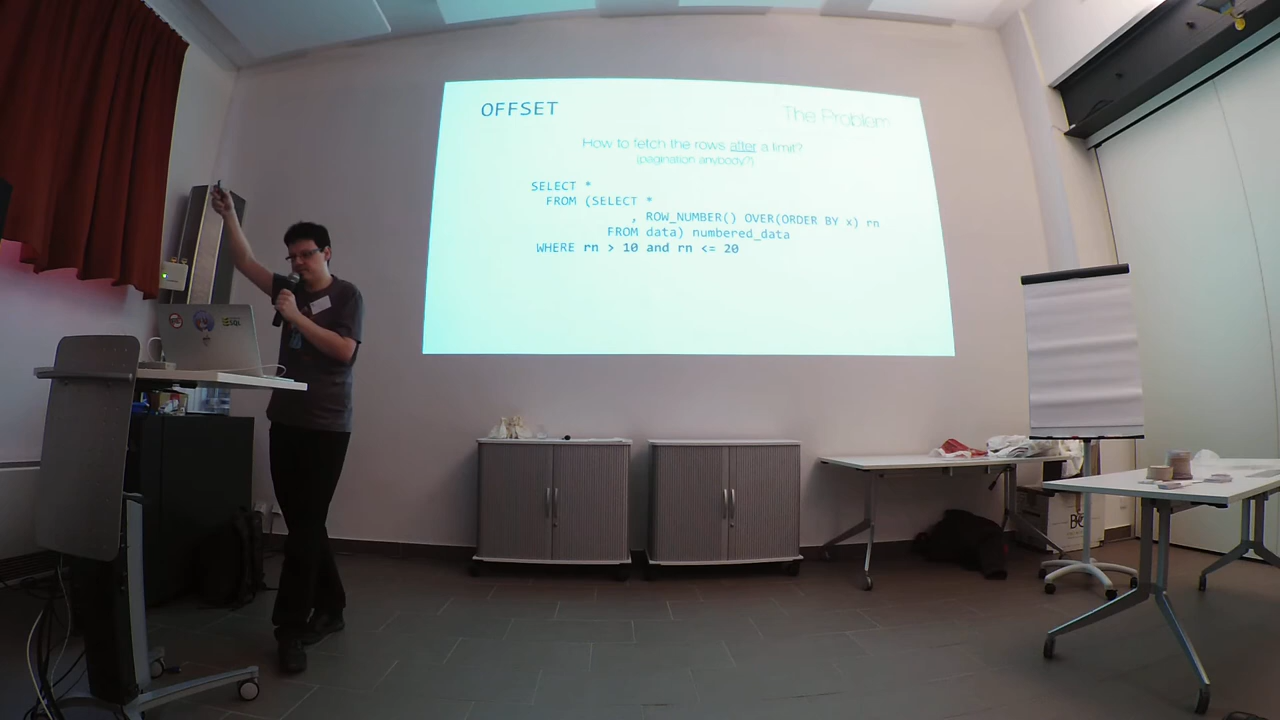 OFFSET
The Problem
How to fetch the rows after a limit?
(pagination anybody?)
SELECT *
FROM (SELECT *
, ROW_NUMBER() OVER(ORDER BY x) rn
FROM data) numbered_data
WHERE rn > 10 and rn <= 20